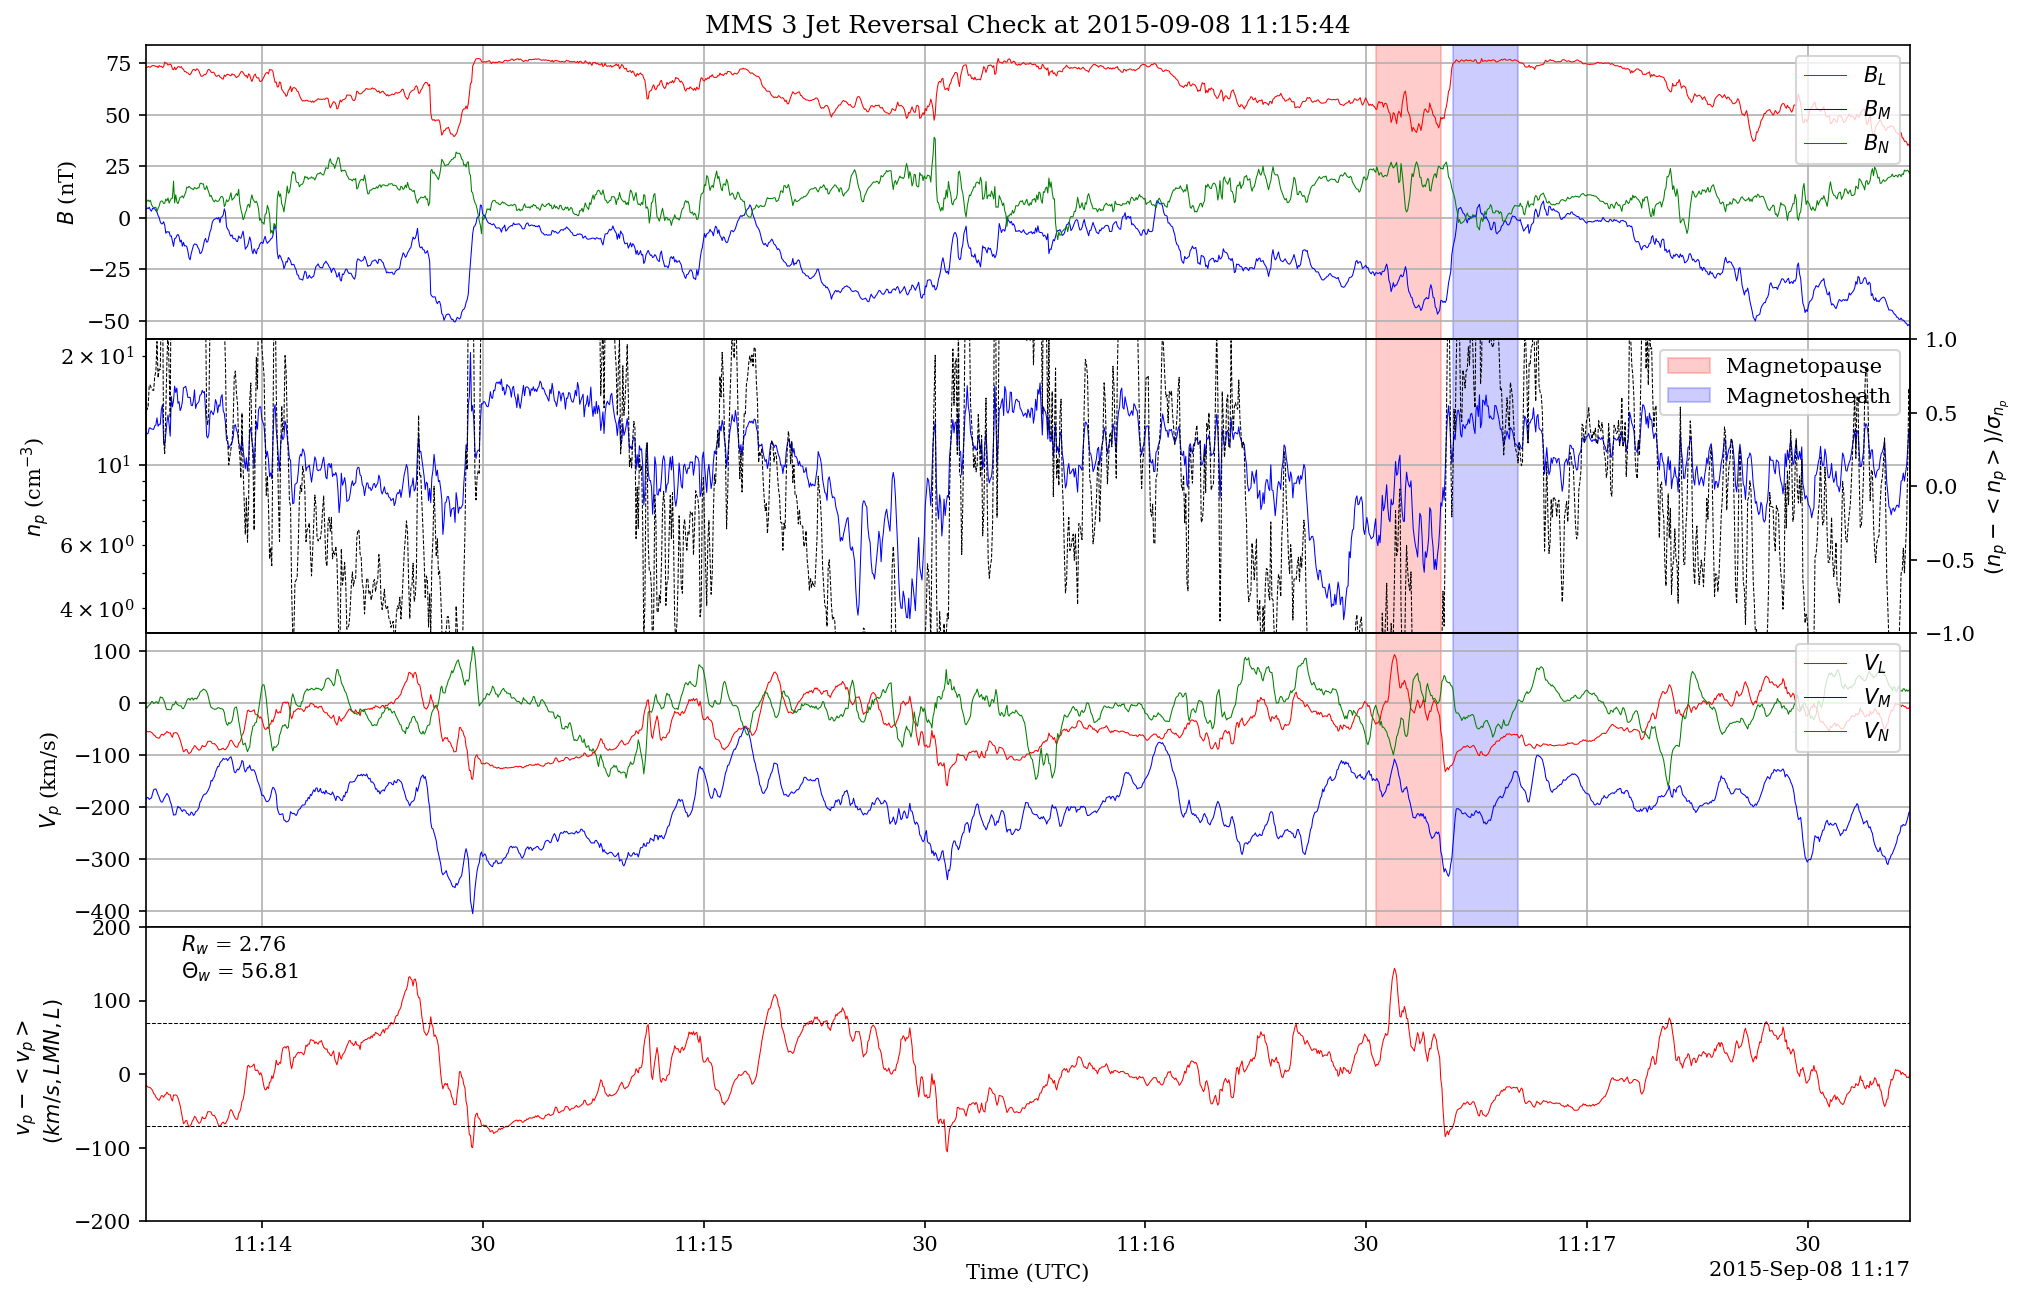 MMS 3 Jet Reversal Check at 2015-09-08 11:15:44
75
50
25
0
−25
−50
B (nT)
B_L
B_M
B_N
2 × 10^1
10^1
6 × 10^0
4 × 10^0
n_p (cm^−3)
1.0
0.5
0.0
−0.5
−1.0
(n_p − < n_p >)/σ_{n_p}
Magnetopause
Magnetosheath
100
0
−100
−200
−300
−400
V_p (km/s)
V_L
V_M
V_N
200
100
0
−100
−200
v_p − < v_p >
(km/s, LMN, L)
R_w = 2.76
Θ_w = 56.81
11:14
30
11:15
30
11:16
30
11:17
30
Time (UTC)
2015-Sep-08 11:17